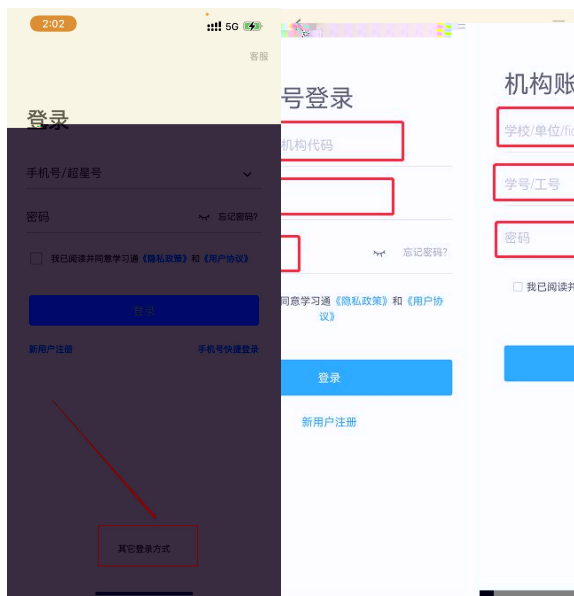 2:02
5G
客服
登录
手机号/超星号
密码
忘记密码?
我已阅读并同意学习通《隐私政策》和《用户协议》
登录
新用户注册
手机号快捷登录
其它登录方式
号登录
机构代码
忘记密码?
同意学习通《隐私政策》和《用户协
议》
登录
新用户注册
机构账
学校/单位/fid
学号/工号
密码
我已阅读并